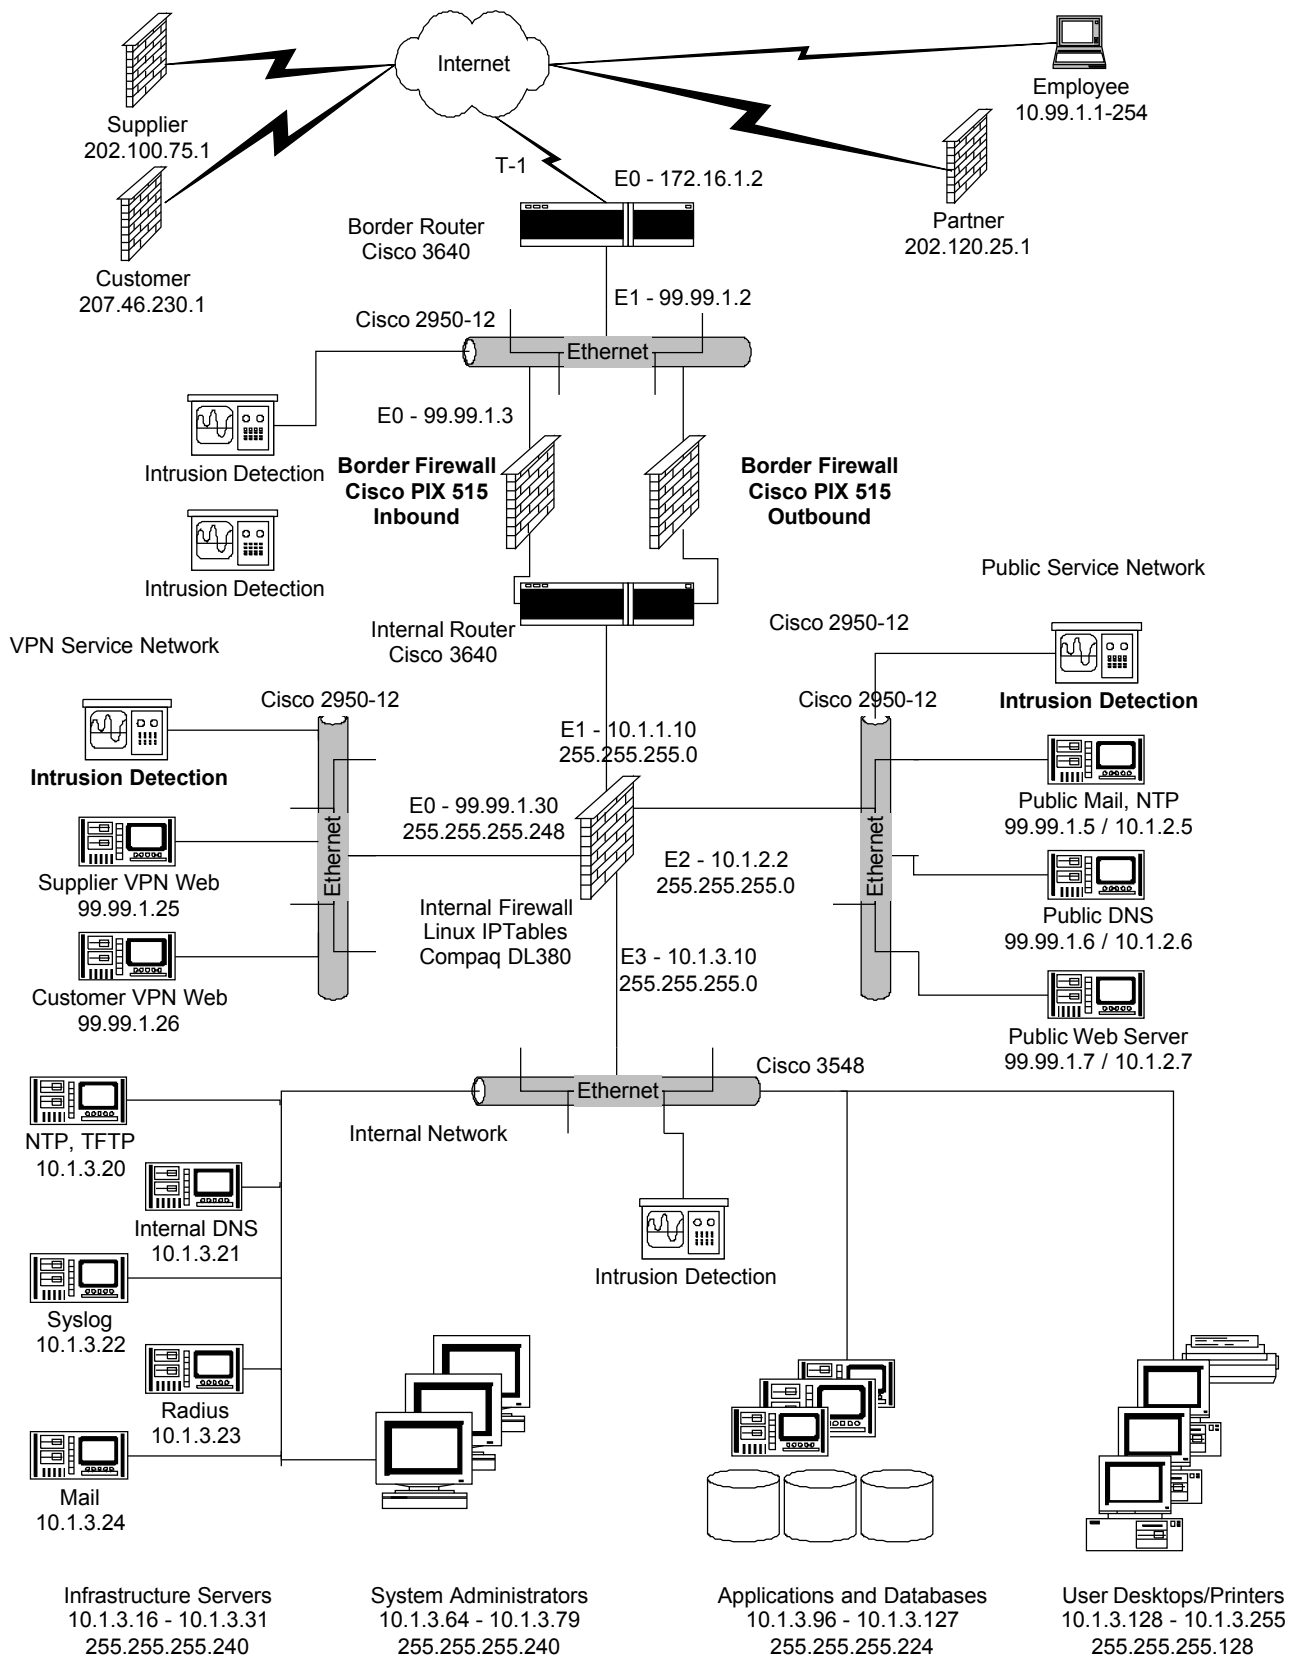 Internet
Employee
10.99.1.1-254
Supplier
202.100.75.1
T-1
E0 - 172.16.1.2
Border Router
Cisco 3640
Partner
202.120.25.1
Customer
207.46.230.1
E1 - 99.99.1.2
Cisco 2950-12
Ethernet
E0 - 99.99.1.3
Intrusion Detection
Border Firewall
Cisco PIX 515
Inbound
Border Firewall
Cisco PIX 515
Outbound
Intrusion Detection
Public Service Network
Internal Router
Cisco 3640
Cisco 2950-12
VPN Service Network
Cisco 2950-12
Cisco 2950-12
Intrusion Detection
E1 - 10.1.1.10
255.255.255.0
Intrusion Detection
E0 - 99.99.1.30
255.255.255.248
Public Mail, NTP
99.99.1.5 / 10.1.2.5
Ethernet
Ethernet
E2 - 10.1.2.2
255.255.255.0
Supplier VPN Web
99.99.1.25
Internal Firewall
Linux IPTables
Compaq DL380
Public DNS
99.99.1.6 / 10.1.2.6
E3 - 10.1.3.10
255.255.255.0
Customer VPN Web
99.99.1.26
Public Web Server
99.99.1.7 / 10.1.2.7
Cisco 3548
Ethernet
Internal Network
NTP, TFTP
10.1.3.20
Internal DNS
10.1.3.21
Intrusion Detection
Syslog
10.1.3.22
Radius
10.1.3.23
Mail
10.1.3.24
Infrastructure Servers
10.1.3.16 - 10.1.3.31
255.255.255.240
System Administrators
10.1.3.64 - 10.1.3.79
255.255.255.240
Applications and Databases
10.1.3.96 - 10.1.3.127
255.255.255.224
User Desktops/Printers
10.1.3.128 - 10.1.3.255
255.255.255.128